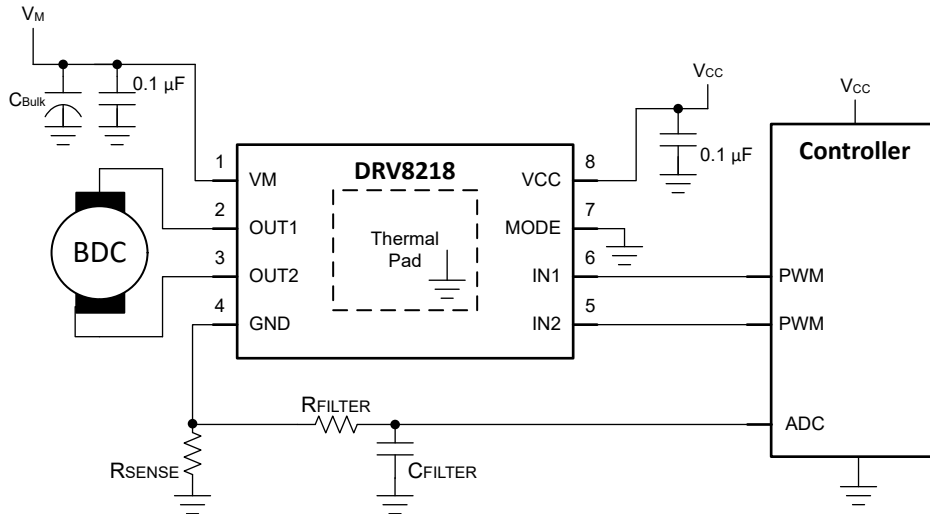 VM
CBulk
0.1 µF
VCC
0.1 µF
VCC
Controller
DRV8218
1
VM
2
OUT1
3
OUT2
4
GND
Thermal
Pad
8
VCC
7
MODE
6
IN1
5
IN2
BDC
PWM
PWM
ADC
RFILTER
RSENSE
CFILTER